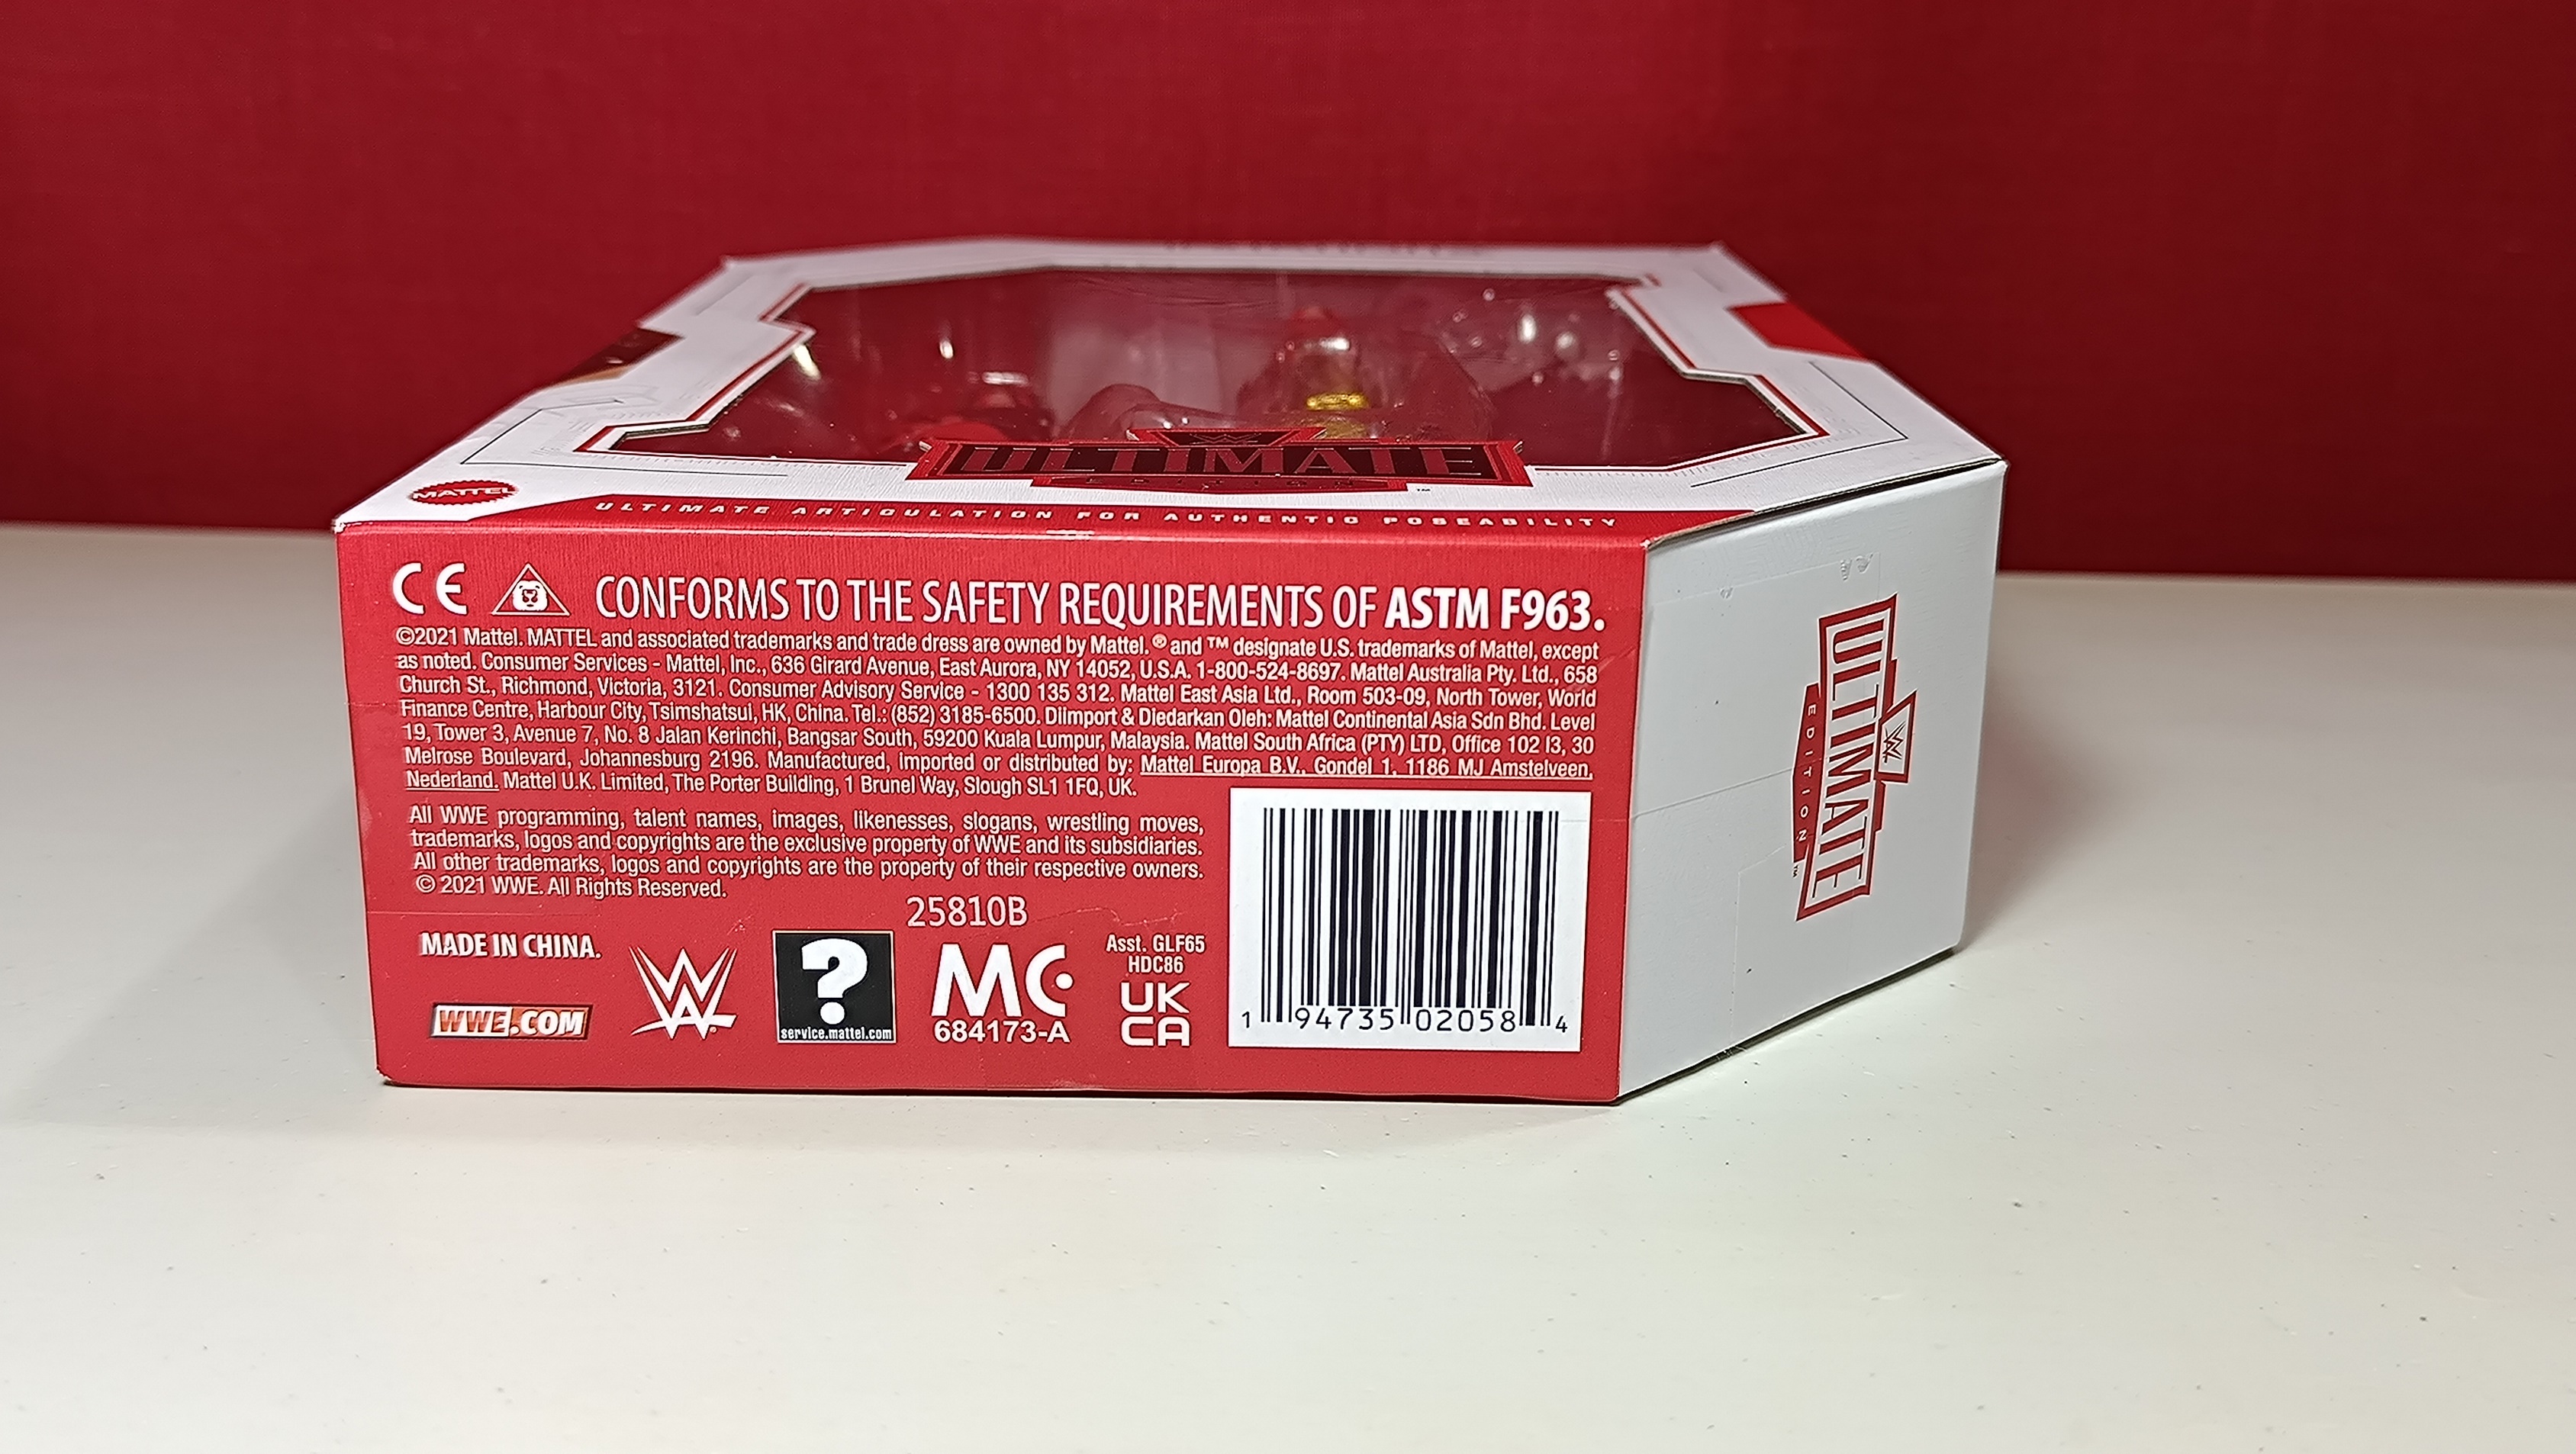 ULTIMATE
EDITION
MATTEL
ULTIMATE ARTICULATION FOR AUTHENTIC POSEABILITY
CE CONFORMS TO THE SAFETY REQUIREMENTS OF ASTM F963.
©2021 Mattel. MATTEL and associated trademarks and trade dress are owned by Mattel. ® and ™ designate U.S. trademarks of Mattel, except
as noted. Consumer Services - Mattel, Inc., 636 Girard Avenue, East Aurora, NY 14052, U.S.A. 1-800-524-8697. Mattel Australia Pty. Ltd., 658
Church St., Richmond, Victoria, 3121. Consumer Advisory Service - 1300 135 312. Mattel East Asia Ltd., Room 503-09, North Tower, World
Finance Centre, Harbour City, Tsimshatsui, HK, China. Tel.: (852) 3185-6500. Diimport & Diedarkan Oleh: Mattel Continental Asia Sdn Bhd. Level
19, Tower 3, Avenue 7, No. 8 Jalan Kerinchi, Bangsar South, 59200 Kuala Lumpur, Malaysia. Mattel South Africa (PTY) LTD, Office 102 I3, 30
Melrose Boulevard, Johannesburg 2196. Manufactured, imported or distributed by: Mattel Europa B.V., Gondel 1, 1186 MJ Amstelveen,
Nederland. Mattel U.K. Limited, The Porter Building, 1 Brunel Way, Slough SL1 1FQ, UK.
All WWE programming, talent names, images, likenesses, slogans, wrestling moves,
trademarks, logos and copyrights are the exclusive property of WWE and its subsidiaries.
All other trademarks, logos and copyrights are the property of their respective owners.
© 2021 WWE. All Rights Reserved.
25810B
MADE IN CHINA.
WWE.COM
W
?
service.mattel.com
MC
684173-A
Asst. GLF65
HDC86
UK
CA
1 94735 02058 4
W
ULTIMATE
EDITION™